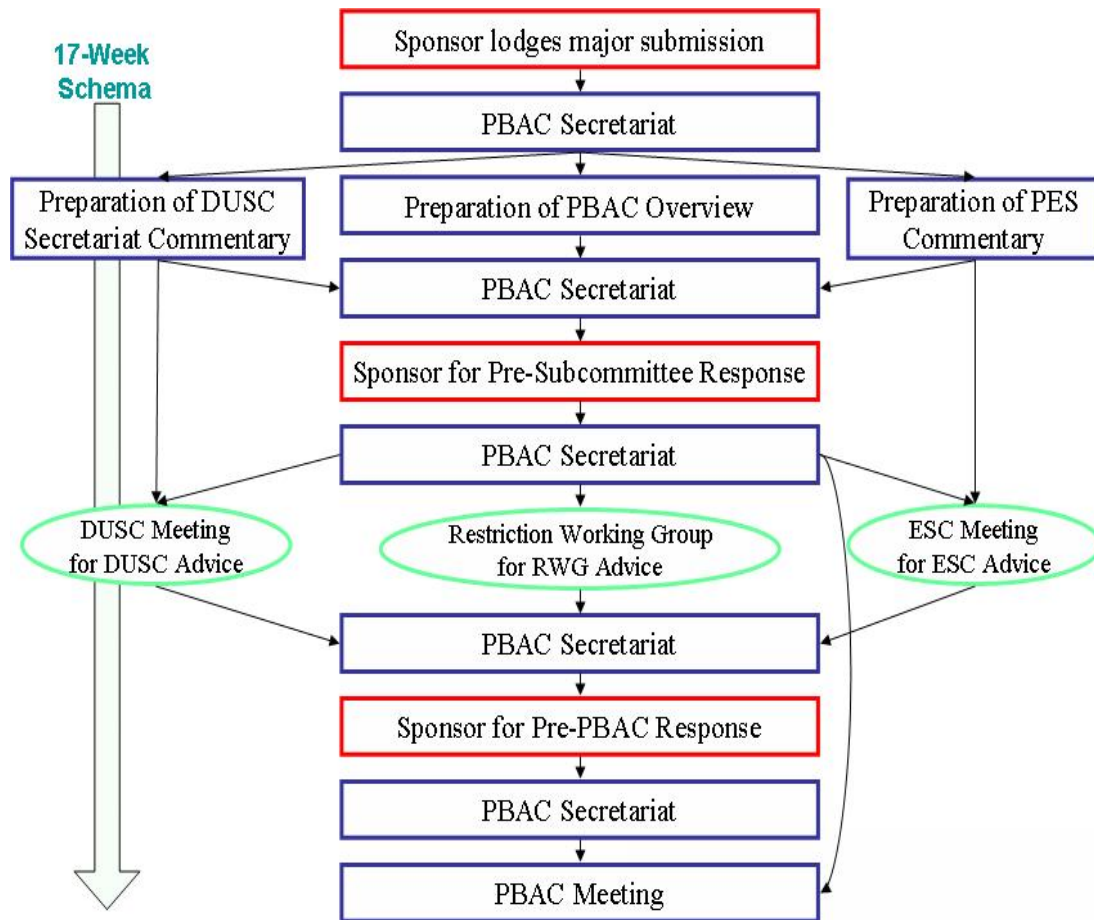 Sponsor lodges major submission
17-Week
Schema
PBAC Secretariat
Preparation of DUSC
Secretariat Commentary
Preparation of PBAC Overview
Preparation of PES
Commentary
PBAC Secretariat
Sponsor for Pre-Subcommittee Response
PBAC Secretariat
DUSC Meeting
for DUSC Advice
Restriction Working Group
for RWG Advice
ESC Meeting
for ESC Advice
PBAC Secretariat
Sponsor for Pre-PBAC Response
PBAC Secretariat
PBAC Meeting